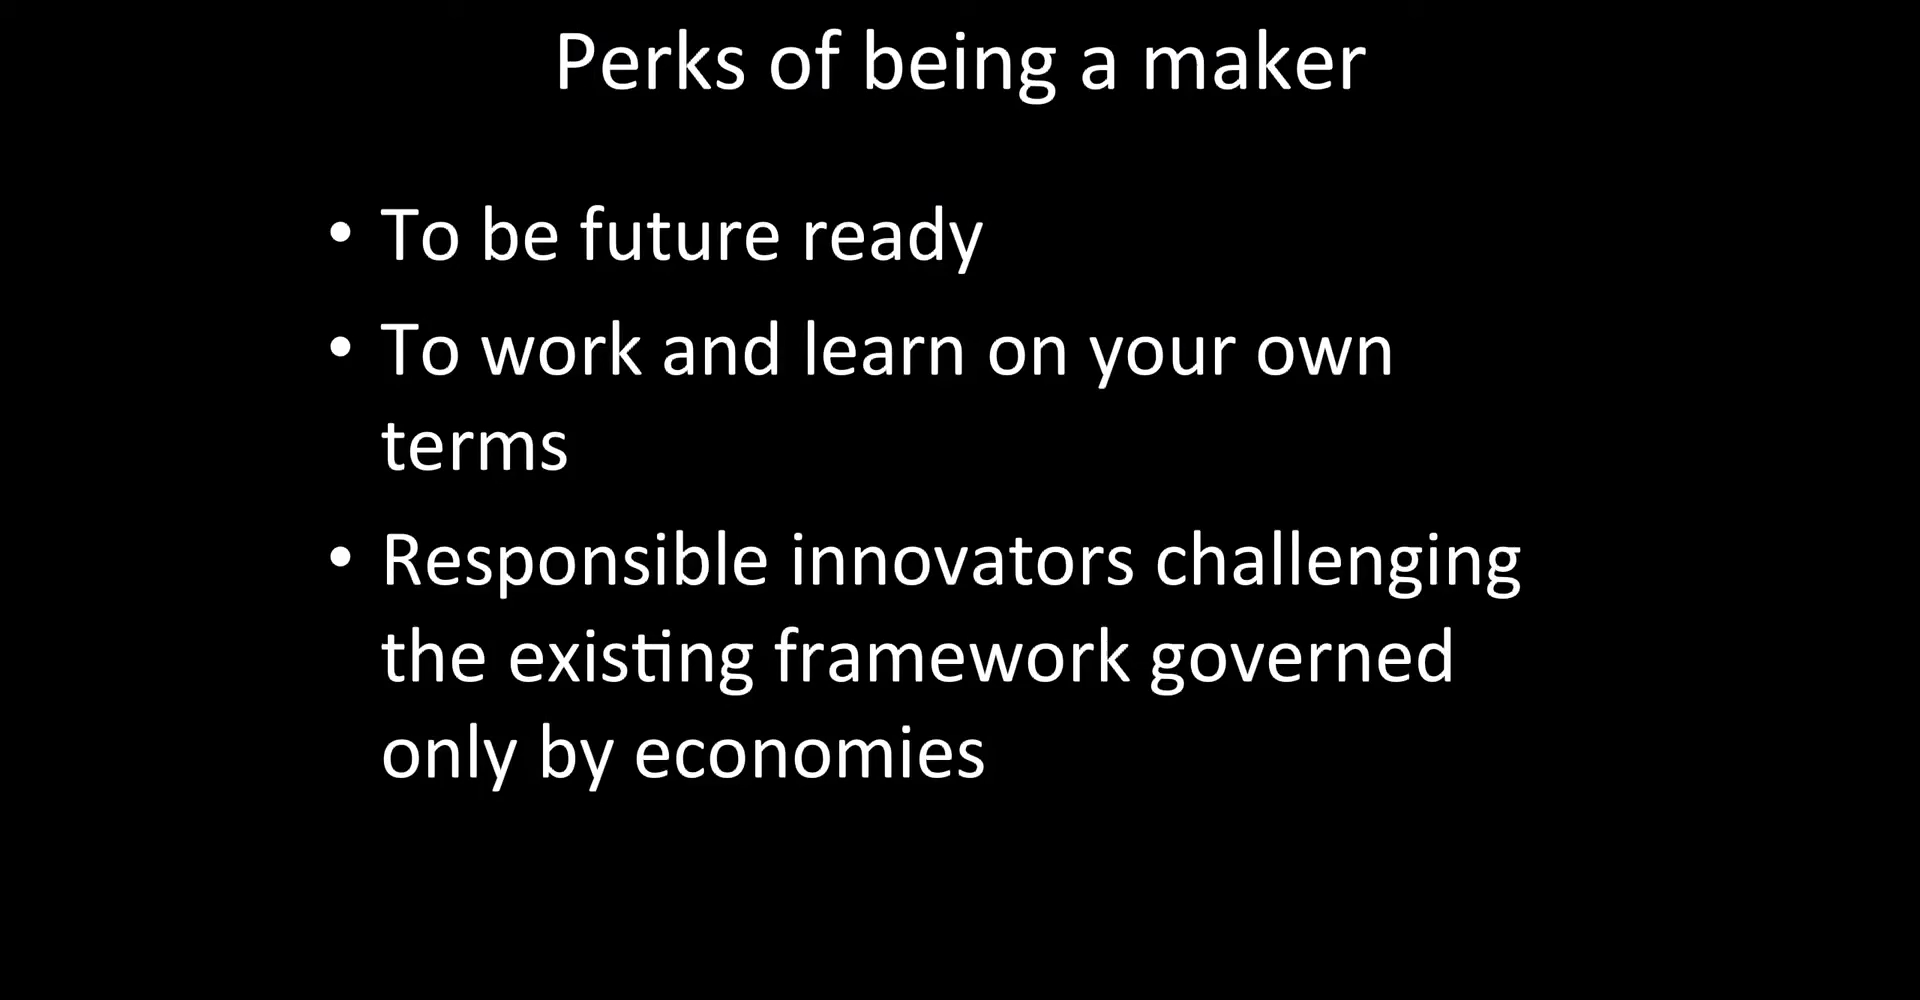 Perks of being a maker
• To be future ready
• To work and learn on your own
terms
• Responsible innovators challenging
the existing framework governed
only by economies